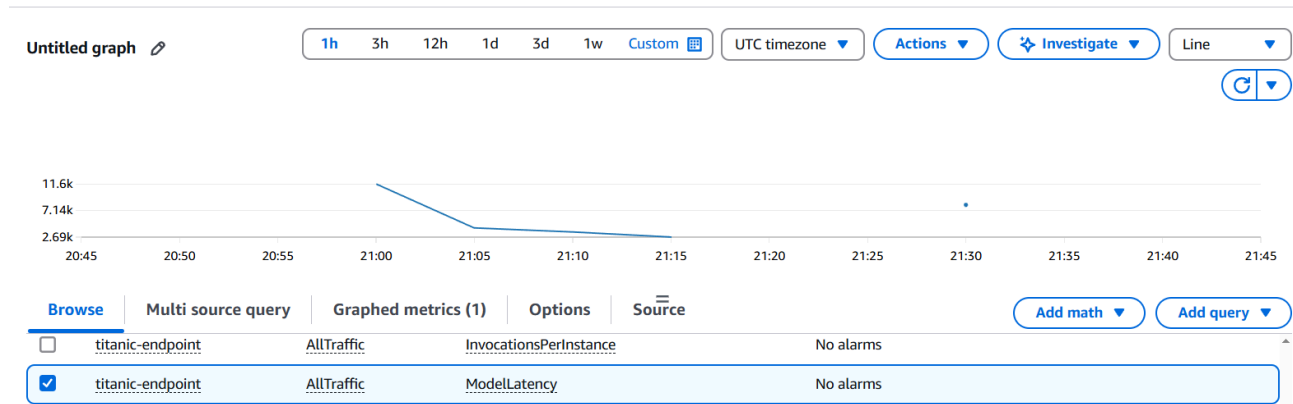 Untitled graph
1h 3h 12h 1d 3d 1w Custom
UTC timezone
Actions
Investigate
Line
11.6k
7.14k
2.69k
20:45 20:50 20:55 21:00 21:05 21:10 21:15 21:20 21:25 21:30 21:35 21:40 21:45
Browse Multi source query Graphed metrics (1) Options Source Add math Add query
titanic-endpoint AllTraffic InvocationsPerInstance No alarms
titanic-endpoint AllTraffic ModelLatency No alarms